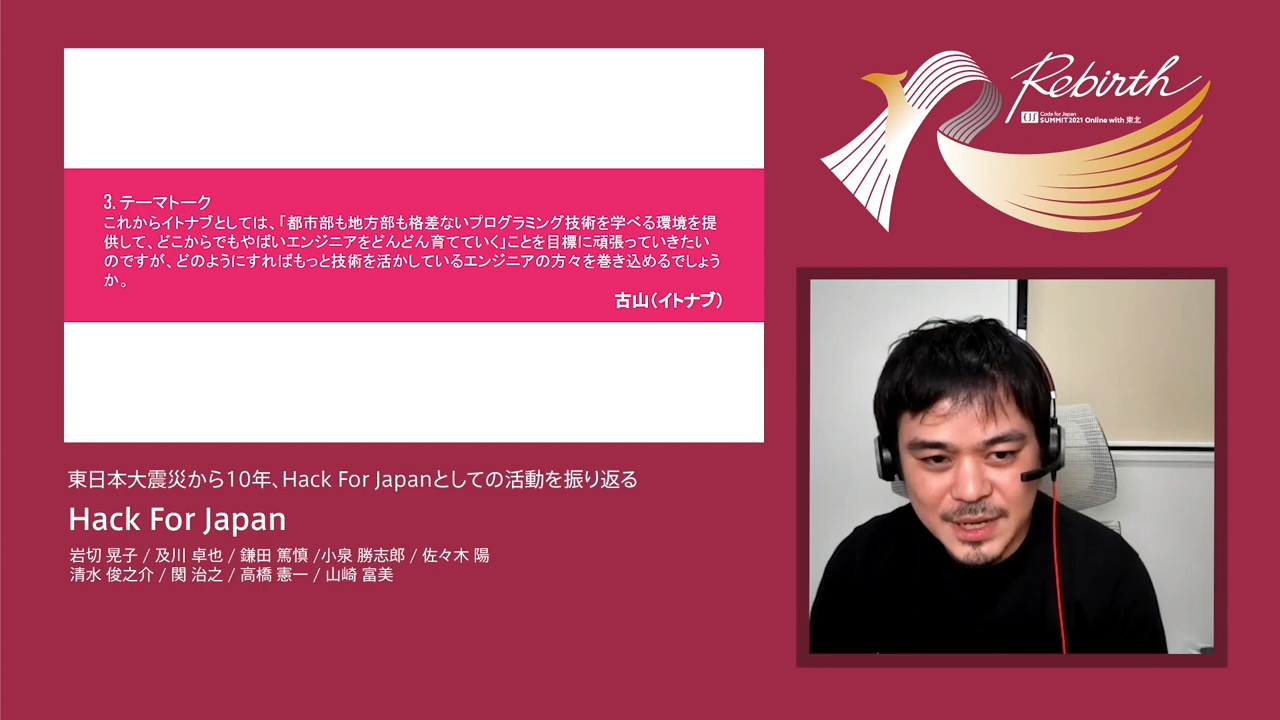 3. テーマトーク
これからイトナブとしては、「都市部も地方部も格差ないプログラミング技術を学べる環境を提
供して、どこからでもやばいエンジニアをどんどん育てていく」ことを目標に頑張っていきたい
のですが、どのようにすればもっと技術を活かしているエンジニアの方々を巻き込めるでしょう
か。
古山（イトナブ）
Rebirth
Code for Japan
SUMMIT2021 Online with 東北
東日本大震災から10年、Hack For Japanとしての活動を振り返る
Hack For Japan
岩切 晃子 / 及川 卓也 / 鎌田 篤慎 /小泉 勝志郎 / 佐々木 陽
清水 俊之介 / 関 治之 / 高橋 憲一 / 山崎 富美